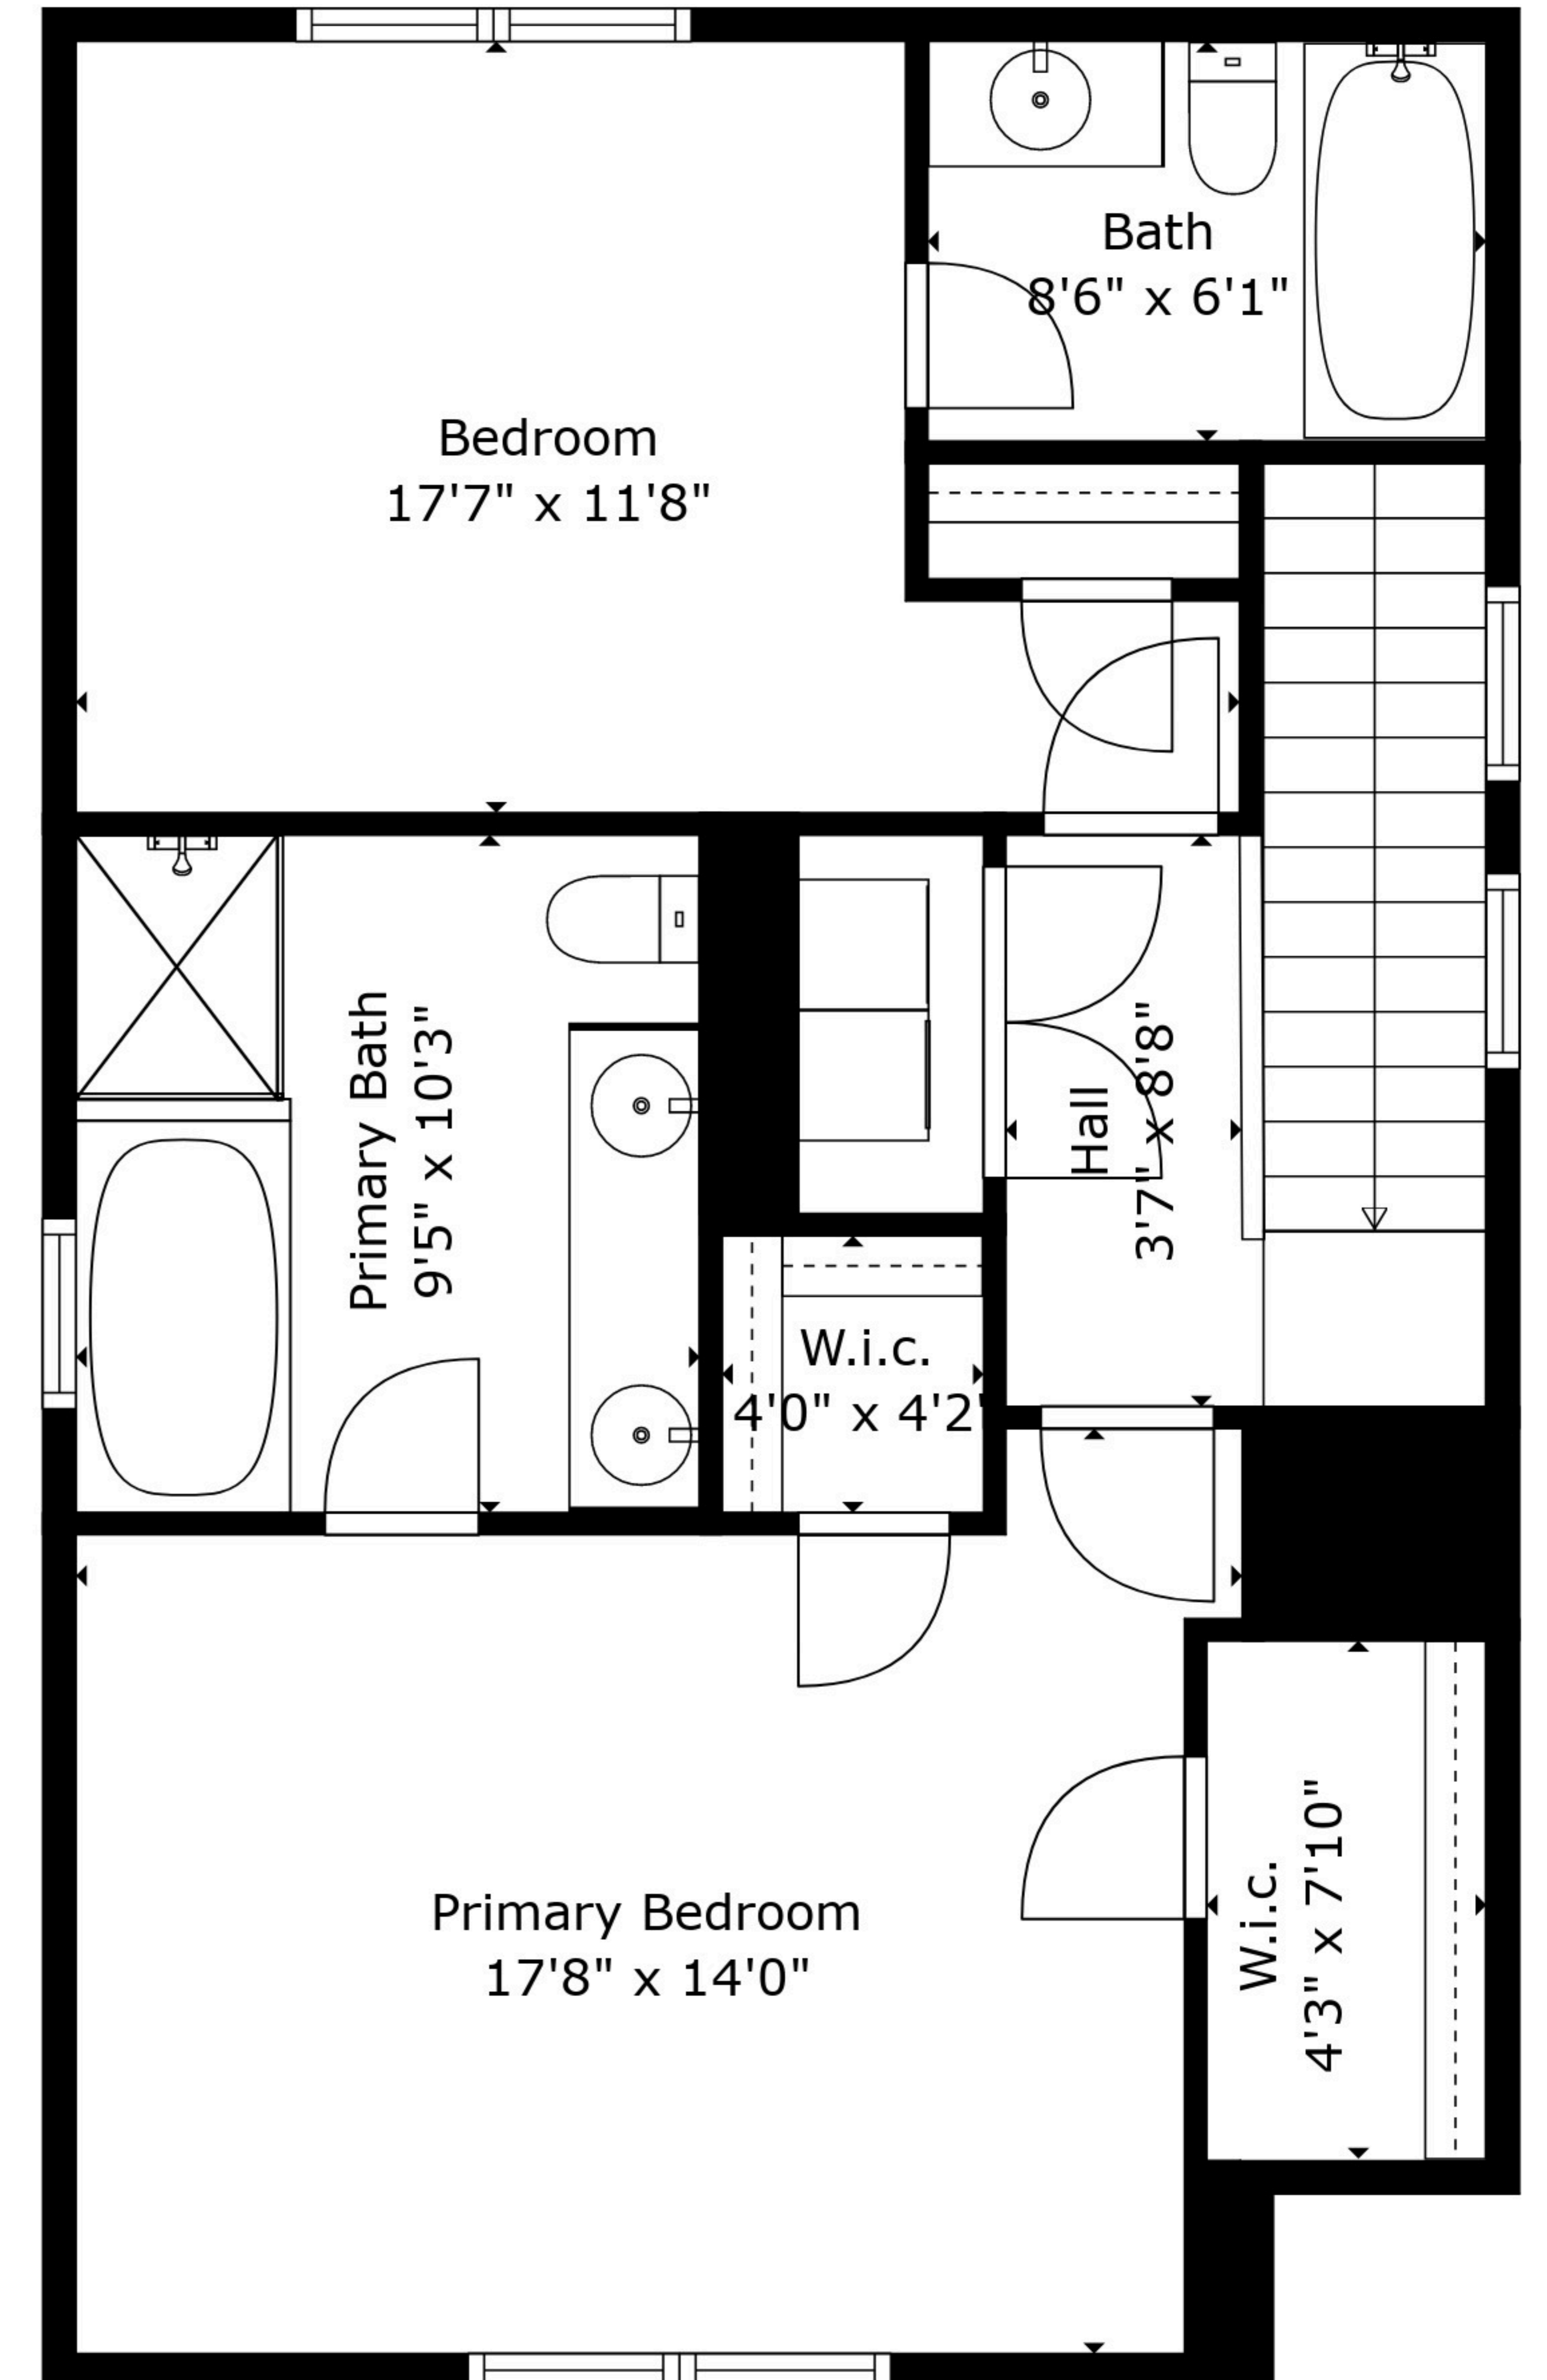 Bath
8'6" x 6'1"
Bedroom
17'7" x 11'8"
Primary Bath
9'5" x 10'3"
Hall
3'7" x 8'8"
W.i.c.
4'0" x 4'2"
Primary Bedroom
17'8" x 14'0"
W.i.c.
4'3" x 7'10"